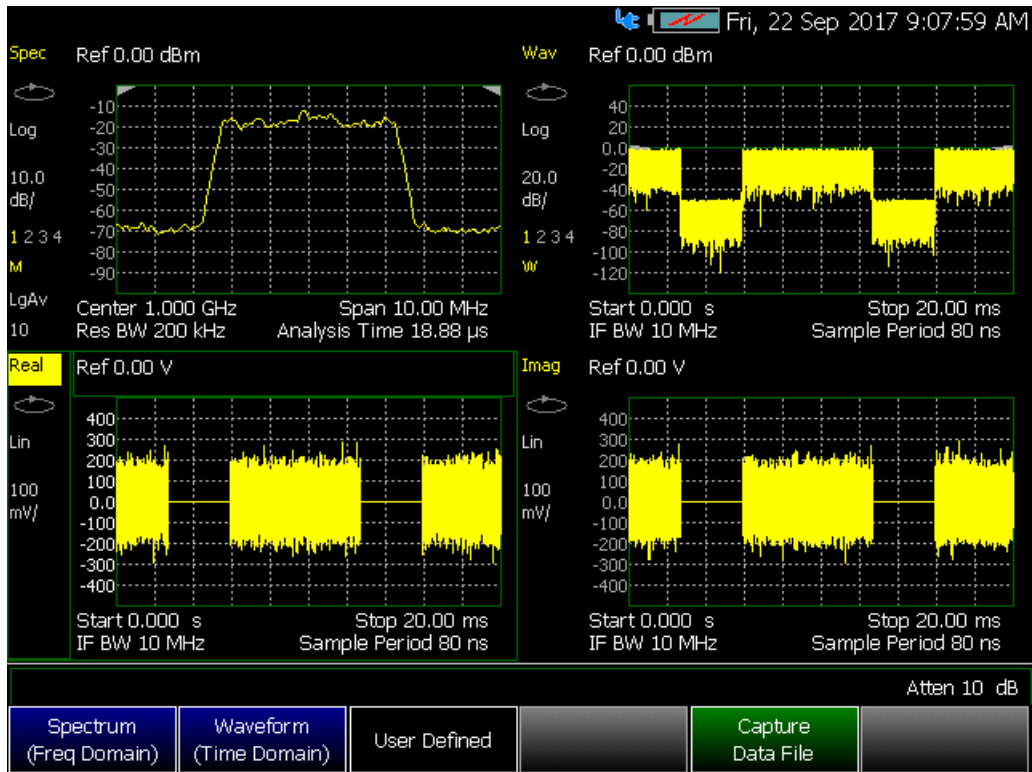 Fri, 22 Sep 2017 9:07:59 AM
Spec
Ref 0.00 dBm
Log
10.0
dB/
1 2 3 4
M
LgAv
10
-10
-20
-30
-40
-50
-60
-70
-80
-90
Center 1.000 GHz Span 10.00 MHz
Res BW 200 kHz Analysis Time 18.88 µs
Wav
Ref 0.00 dBm
Log
20.0
dB/
1 2 3 4
W
40
20
0.0
-20
-40
-60
-80
-100
-120
Start 0.000 s Stop 20.00 ms
IF BW 10 MHz Sample Period 80 ns
Real
Ref 0.00 V
Lin
100
mV/
400
300
200
100
0.0
-100
-200
-300
-400
Start 0.000 s Stop 20.00 ms
IF BW 10 MHz Sample Period 80 ns
Imag
Ref 0.00 V
Lin
100
mV/
400
300
200
100
0.0
-100
-200
-300
-400
Start 0.000 s Stop 20.00 ms
IF BW 10 MHz Sample Period 80 ns
Atten 10 dB
Spectrum
(Freq Domain)
Waveform
(Time Domain)
User Defined
Capture
Data File